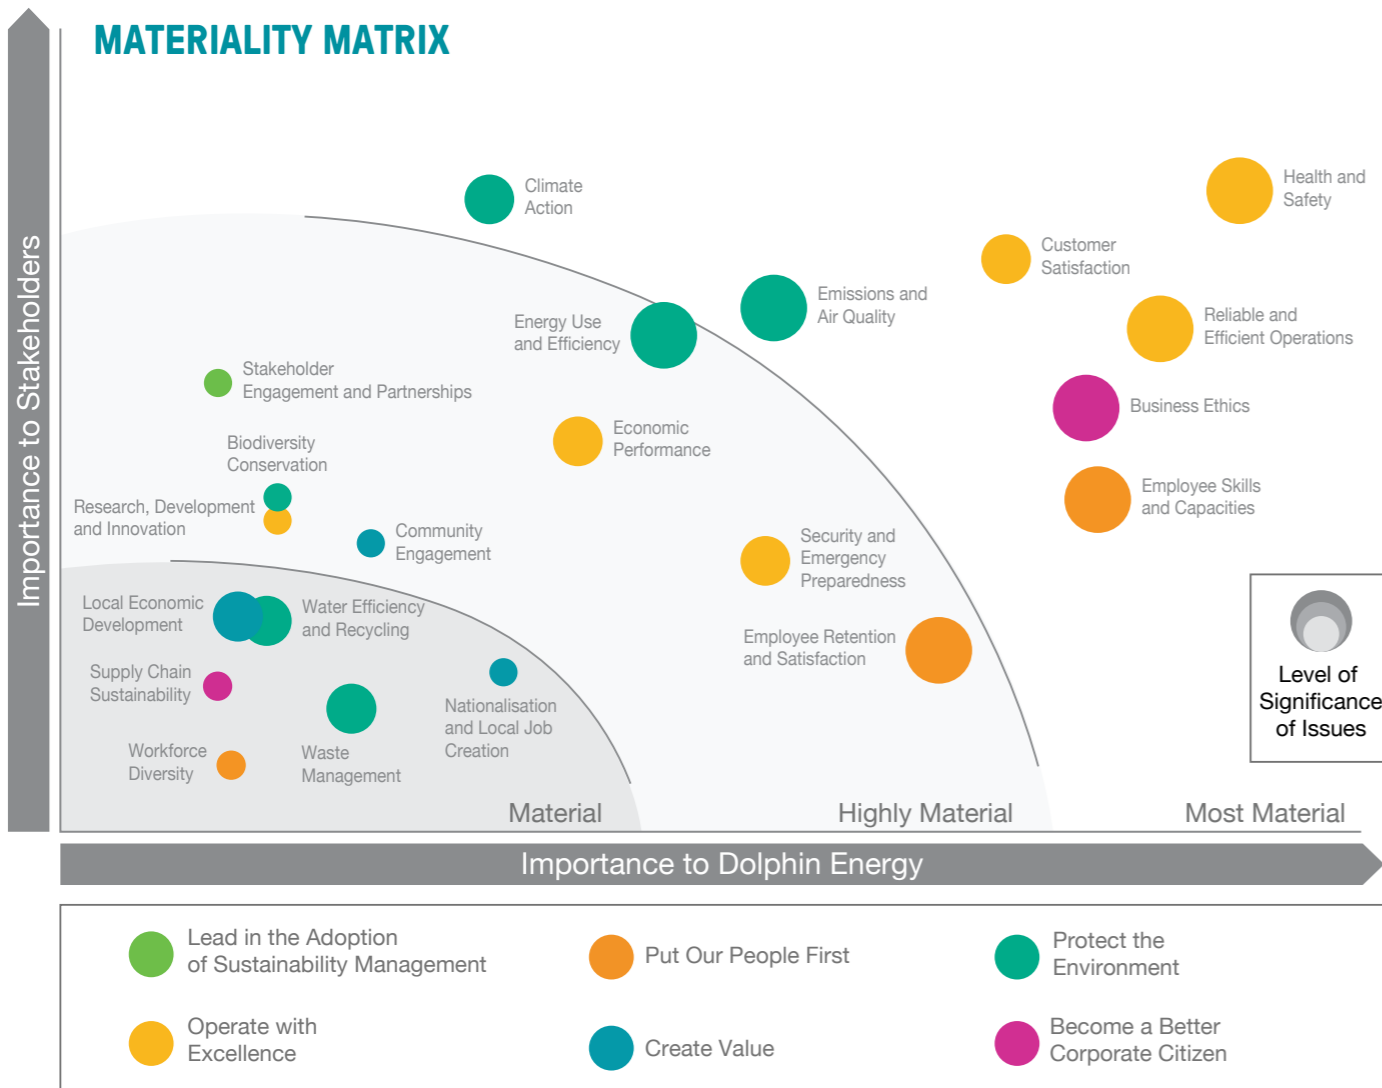 MATERIALITY MATRIX
Importance to Stakeholders
Climate
Action
Health and
Safety
Customer
Satisfaction
Emissions and
Air Quality
Reliable and
Efficient Operations
Energy Use
and Efficiency
Stakeholder
Engagement and Partnerships
Business Ethics
Economic
Performance
Biodiversity
Conservation
Employee Skills
and Capacities
Research, Development
and Innovation
Community
Engagement
Security and
Emergency
Preparedness
Local Economic
Development
Water Efficiency
and Recycling
Employee Retention
and Satisfaction
Supply Chain
Sustainability
Nationalisation
and Local Job
Creation
Workforce
Diversity
Waste
Management
Level of
Significance
of Issues
Material
Highly Material
Most Material
Importance to Dolphin Energy
Lead in the Adoption
of Sustainability Management
Put Our People First
Protect the
Environment
Operate with
Excellence
Create Value
Become a Better
Corporate Citizen